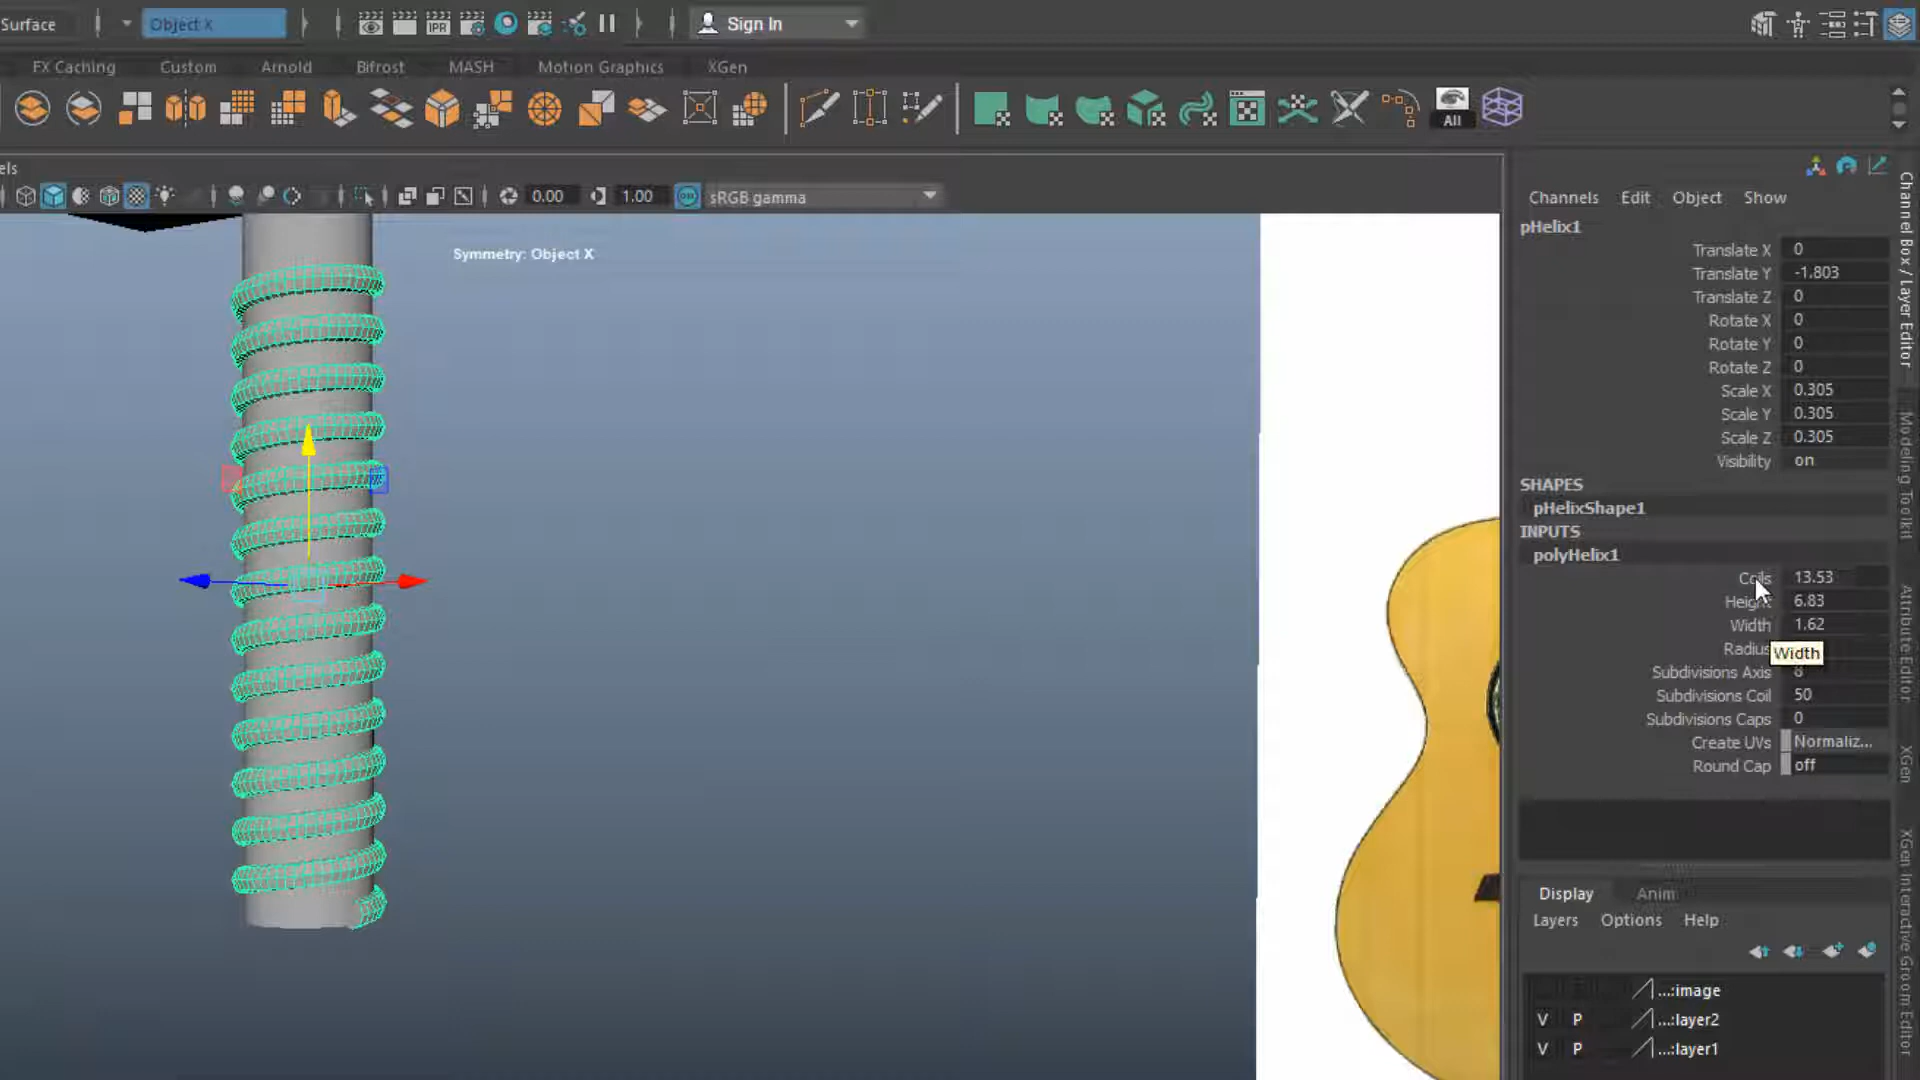 Surface
Object X
IPR
Sign In
FX Caching
Custom
Arnold
Bifrost
MASH
Motion Graphics
XGen
All
els
0.00
1.00
sRGB gamma
Symmetry: Object X
Channels
Edit
Object
Show
pHelix1
Translate X 0
Translate Y -1.803
Translate Z 0
Rotate X 0
Rotate Y 0
Rotate Z 0
Scale X 0.305
Scale Y 0.305
Scale Z 0.305
Visibility on
SHAPES
pHelixShape1
INPUTS
polyHelix1
Coils 13.53
Height 6.83
Width 1.62
Radius
Width
Subdivisions Axis 8
Subdivisions Coil 50
Subdivisions Caps 0
Create UVs Normaliz...
Round Cap off
Display
Anim
Layers
Options
Help
...:image
V P ...:layer2
V P ...:layer1
Channel Box / Layer Editor
Modeling Toolkit
Attribute Editor
XGen
XGen Interactive Groom Editor